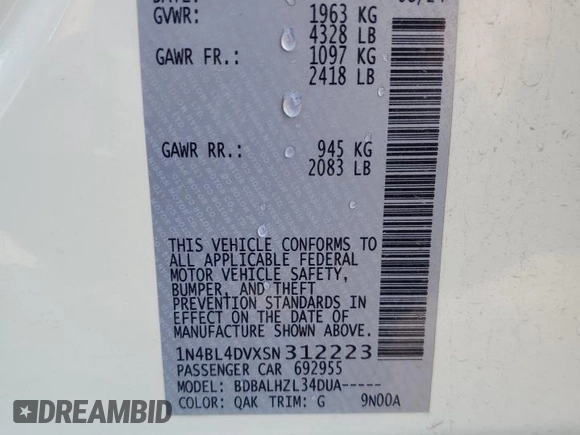 GVWR: 1963 KG
4328 LB
GAWR FR.: 1097 KG
2418 LB
GAWR RR.: 945 KG
2083 LB
THIS VEHICLE CONFORMS TO
ALL APPLICABLE FEDERAL
MOTOR VEHICLE SAFETY,
BUMPER, AND THEFT
PREVENTION STANDARDS IN
EFFECT ON THE DATE OF
MANUFACTURE SHOWN ABOVE.
1N4BL4DVXSN312223
PASSENGER CAR 692955
MODEL: BDBALHZL34DUA-----
COLOR: QAK TRIM: G 9N00A
DREAMBID